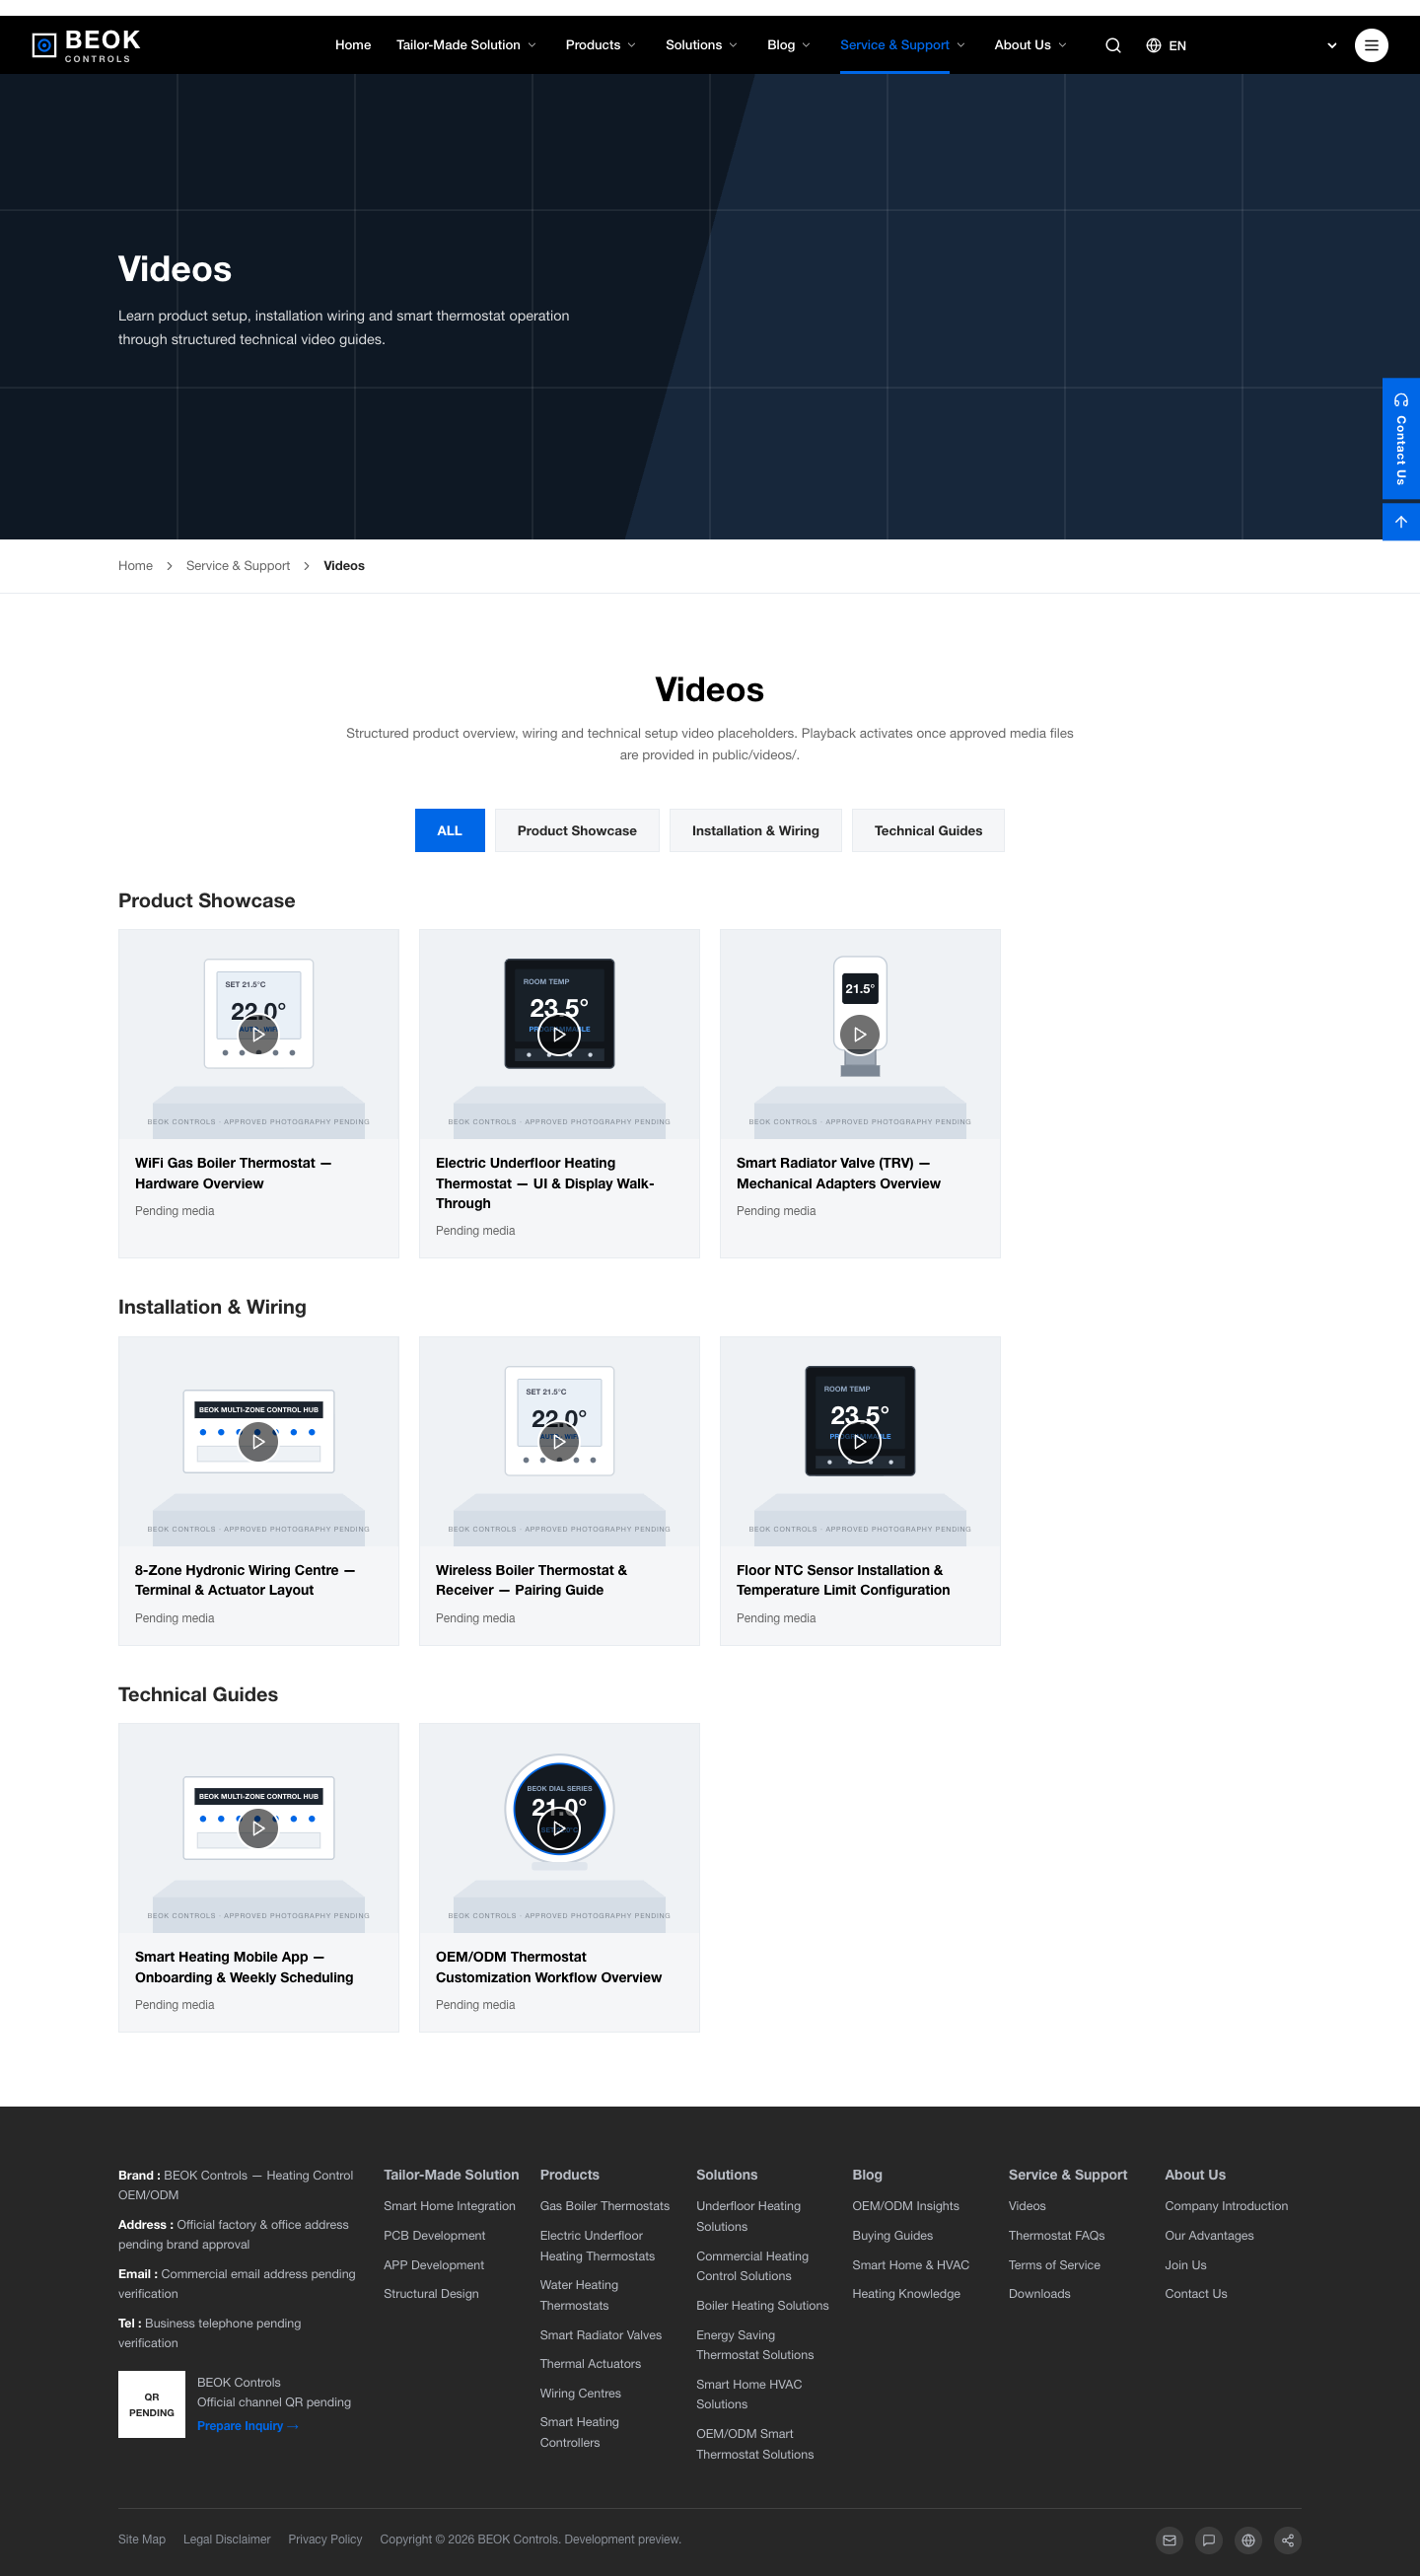 BEOK
CONTROLS
Home
Tailor-Made Solution
Products
Solutions
Blog
Service & Support
About Us
EN
Videos
Learn product setup, installation wiring and smart thermostat operation
through structured technical video guides.
Contact Us
Home
Service & Support
Videos
Videos
Structured product overview, wiring and technical setup video placeholders. Playback activates once approved media files
are provided in public/videos/.
ALL
Product Showcase
Installation & Wiring
Technical Guides
Product Showcase
SET 21.5°C
22.0°
BEOK CONTROLS · APPROVED PHOTOGRAPHY PENDING
WiFi Gas Boiler Thermostat —
Hardware Overview
Pending media
ROOM TEMP
23.5°
BEOK CONTROLS · APPROVED PHOTOGRAPHY PENDING
Electric Underfloor Heating
Thermostat — UI & Display Walk-
Through
Pending media
21.5°
BEOK CONTROLS · APPROVED PHOTOGRAPHY PENDING
Smart Radiator Valve (TRV) —
Mechanical Adapters Overview
Pending media
Installation & Wiring
BEOK MULTI-ZONE CONTROL HUB
BEOK CONTROLS · APPROVED PHOTOGRAPHY PENDING
8-Zone Hydronic Wiring Centre —
Terminal & Actuator Layout
Pending media
SET 21.5°C
22.0°
BEOK CONTROLS · APPROVED PHOTOGRAPHY PENDING
Wireless Boiler Thermostat &
Receiver — Pairing Guide
Pending media
ROOM TEMP
23.5°
BEOK CONTROLS · APPROVED PHOTOGRAPHY PENDING
Floor NTC Sensor Installation &
Temperature Limit Configuration
Pending media
Technical Guides
BEOK MULTI-ZONE CONTROL HUB
BEOK CONTROLS · APPROVED PHOTOGRAPHY PENDING
Smart Heating Mobile App —
Onboarding & Weekly Scheduling
Pending media
BEOK DIAL SERIES
21.0°
BEOK CONTROLS · APPROVED PHOTOGRAPHY PENDING
OEM/ODM Thermostat
Customization Workflow Overview
Pending media
Brand : BEOK Controls — Heating Control
OEM/ODM
Address : Official factory & office address
pending brand approval
Email : Commercial email address pending
verification
Tel : Business telephone pending
verification
QR
PENDING
BEOK Controls
Official channel QR pending
Prepare Inquiry →
Tailor-Made Solution
Smart Home Integration
PCB Development
APP Development
Structural Design
Products
Gas Boiler Thermostats
Electric Underfloor
Heating Thermostats
Water Heating
Thermostats
Smart Radiator Valves
Thermal Actuators
Wiring Centres
Smart Heating
Controllers
Solutions
Underfloor Heating
Solutions
Commercial Heating
Control Solutions
Boiler Heating Solutions
Energy Saving
Thermostat Solutions
Smart Home HVAC
Solutions
OEM/ODM Smart
Thermostat Solutions
Blog
OEM/ODM Insights
Buying Guides
Smart Home & HVAC
Heating Knowledge
Service & Support
Videos
Thermostat FAQs
Terms of Service
Downloads
About Us
Company Introduction
Our Advantages
Join Us
Contact Us
Site Map
Legal Disclaimer
Privacy Policy
Copyright © 2026 BEOK Controls. Development preview.